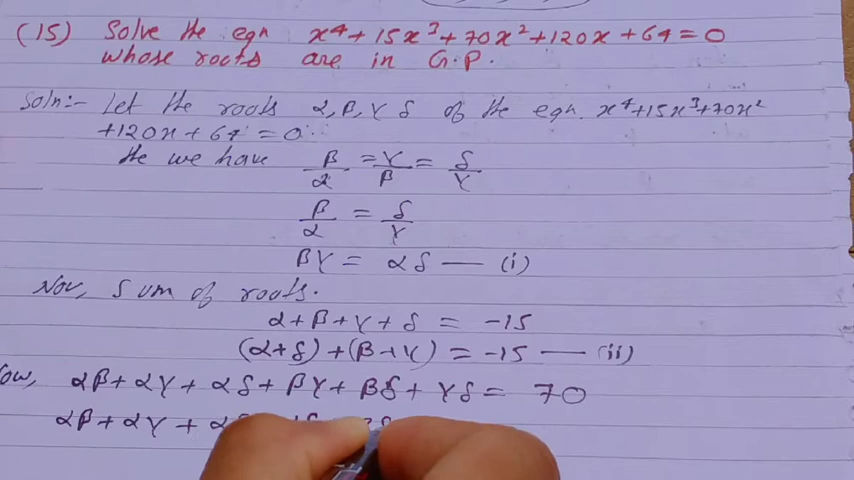 (15) Solve the eqn x⁴+15x³+70x²+120x+64=0
whose roots are in G.P.
Soln:- Let the roots α,β,γ δ of the eqn. x⁴+15x³+70x²
+120x+64=0.
the we have β/α = γ/β = δ/γ
β/α = δ/γ
βγ = αδ — (i)
Now, sum of roots.
α+β+γ+δ = -15
(α+δ)+(β+γ) = -15 — (ii)
ow, αβ+αγ+αδ+βγ+βδ+γδ = 70
αβ+αγ+